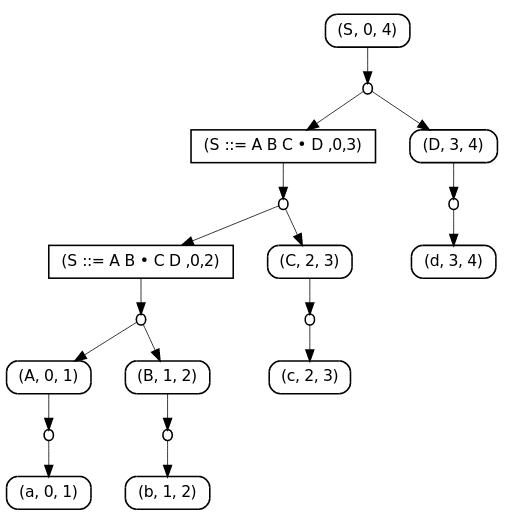 (S, 0, 4)
(S ::= A B C • D ,0,3)
(D, 3, 4)
(S ::= A B • C D ,0,2)
(C, 2, 3)
(d, 3, 4)
(A, 0, 1)
(B, 1, 2)
(c, 2, 3)
(a, 0, 1)
(b, 1, 2)